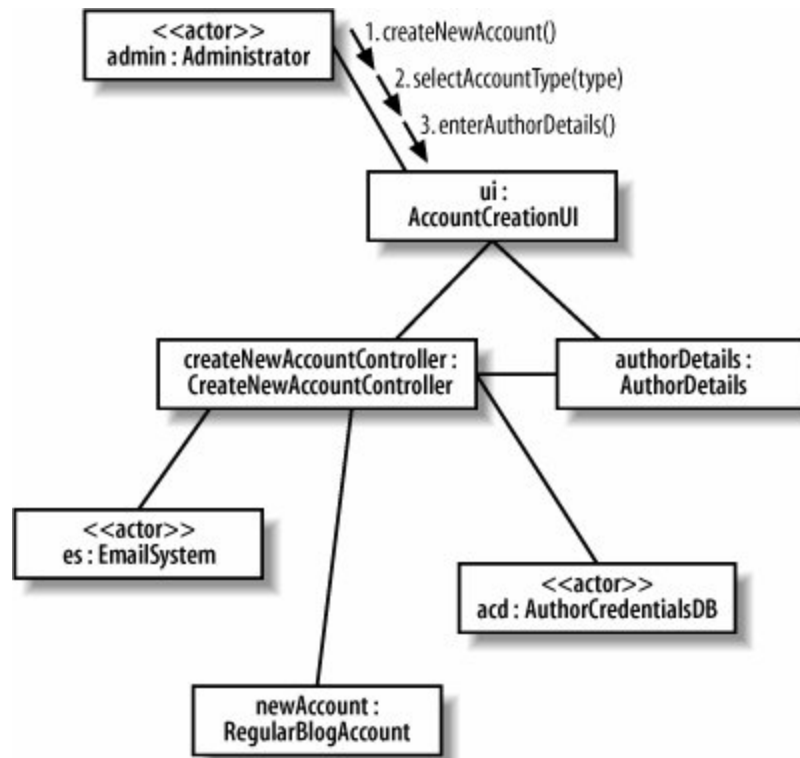 <<actor>>
admin : Administrator
1. createNewAccount()
2. selectAccountType(type)
3. enterAuthorDetails()
ui :
AccountCreationUI
createNewAccountController :
CreateNewAccountController
authorDetails :
AuthorDetails
<<actor>>
es : EmailSystem
<<actor>>
acd : AuthorCredentialsDB
newAccount :
RegularBlogAccount